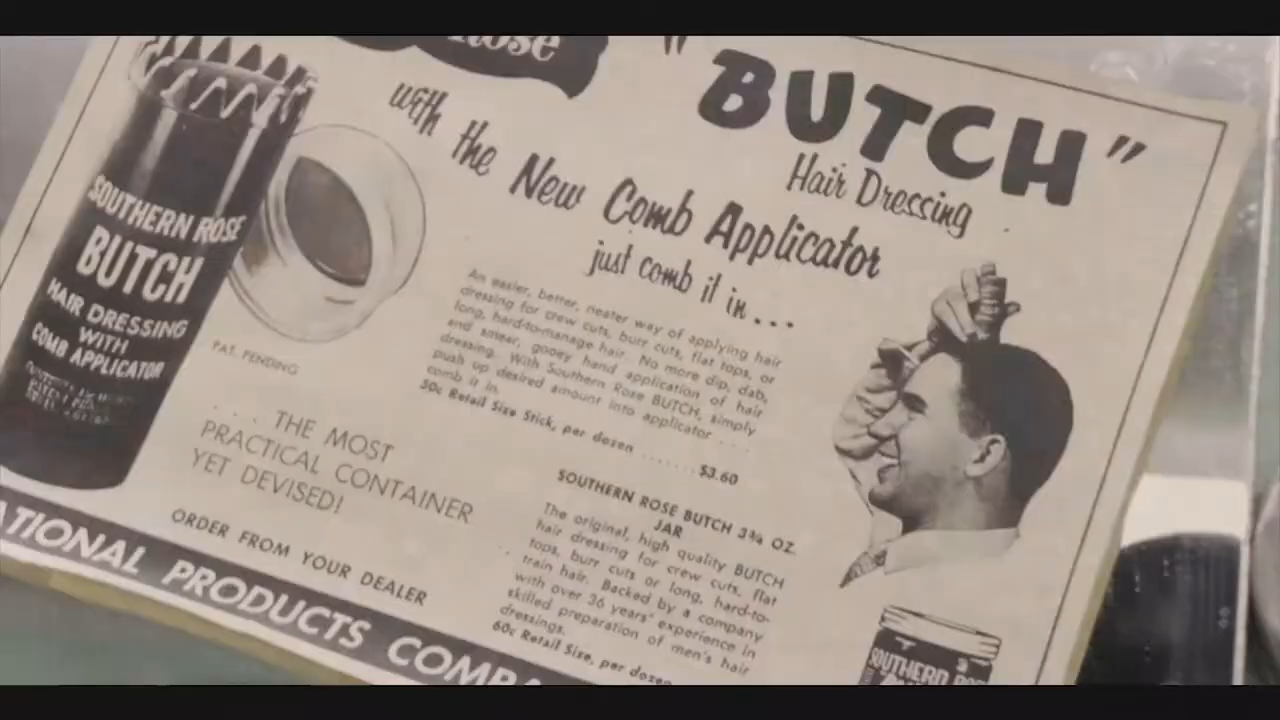 Rose
"BUTCH"
Hair Dressing
with the New Comb Applicator
just comb it in...
SOUTHERN ROSE
BUTCH
HAIR DRESSING
WITH
COMB APPLICATOR
PAT. PENDING
An easier, better, neater way of applying hair
dressing for crew cuts, burr cuts, flat tops, or
long, hard-to-manage hair. No more dip, dab,
and smear, gooey hand application of hair
dressing. With Southern Rose BUTCH, simply
push up desired amount into applicator . . .
comb it in.
50c Retail Size Stick, per dozen ....... $3.60
. . . . THE MOST
PRACTICAL CONTAINER
YET DEVISED!
ORDER FROM YOUR DEALER
SOUTHERN ROSE BUTCH 3¾ OZ.
JAR
The original, high quality BUTCH
hair dressing for crew cuts, flat
tops, burr cuts or long, hard-to-
train hair. Backed by a company
with over 36 years' experience in
skilled preparation of men's hair
dressings.
60c Retail Size, per dozen
ATIONAL PRODUCTS COMPA
SOUTHERN RO